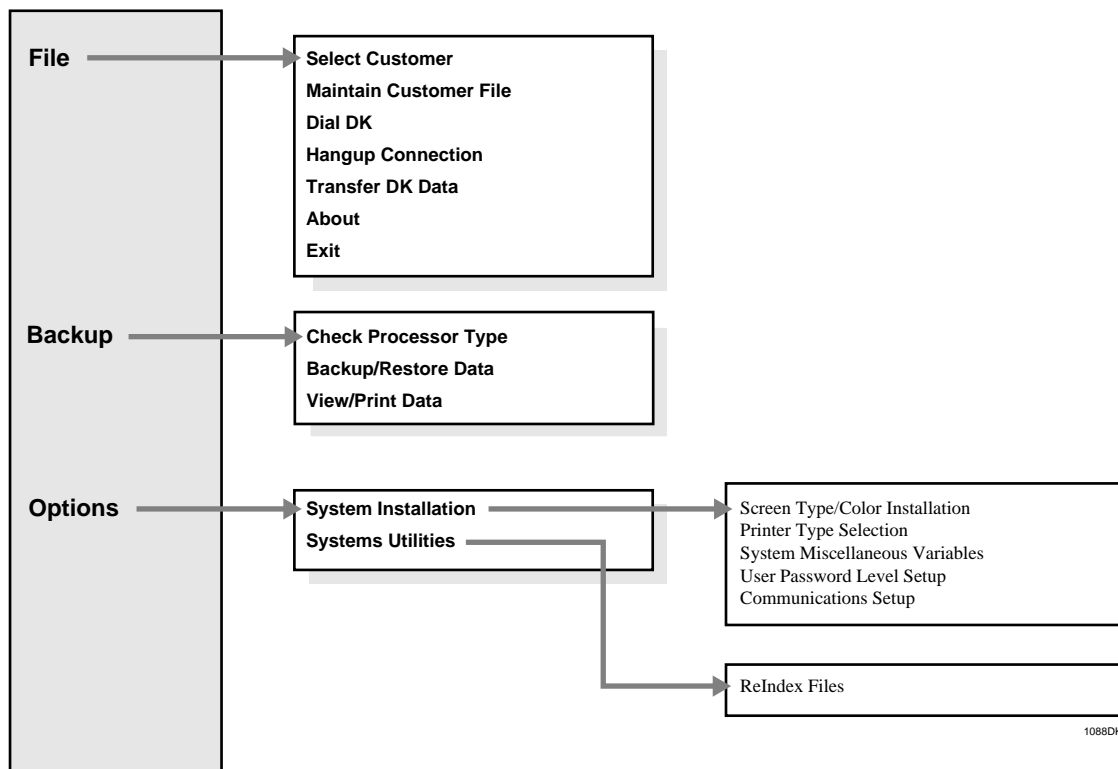 File
Select Customer
Maintain Customer File
Dial DK
Hangup Connection
Transfer DK Data
About
Exit
Backup
Check Processor Type
Backup/Restore Data
View/Print Data
Options
System Installation
Systems Utilities
Screen Type/Color Installation
Printer Type Selection
System Miscellaneous Variables
User Password Level Setup
Communications Setup
ReIndex Files
1088DK